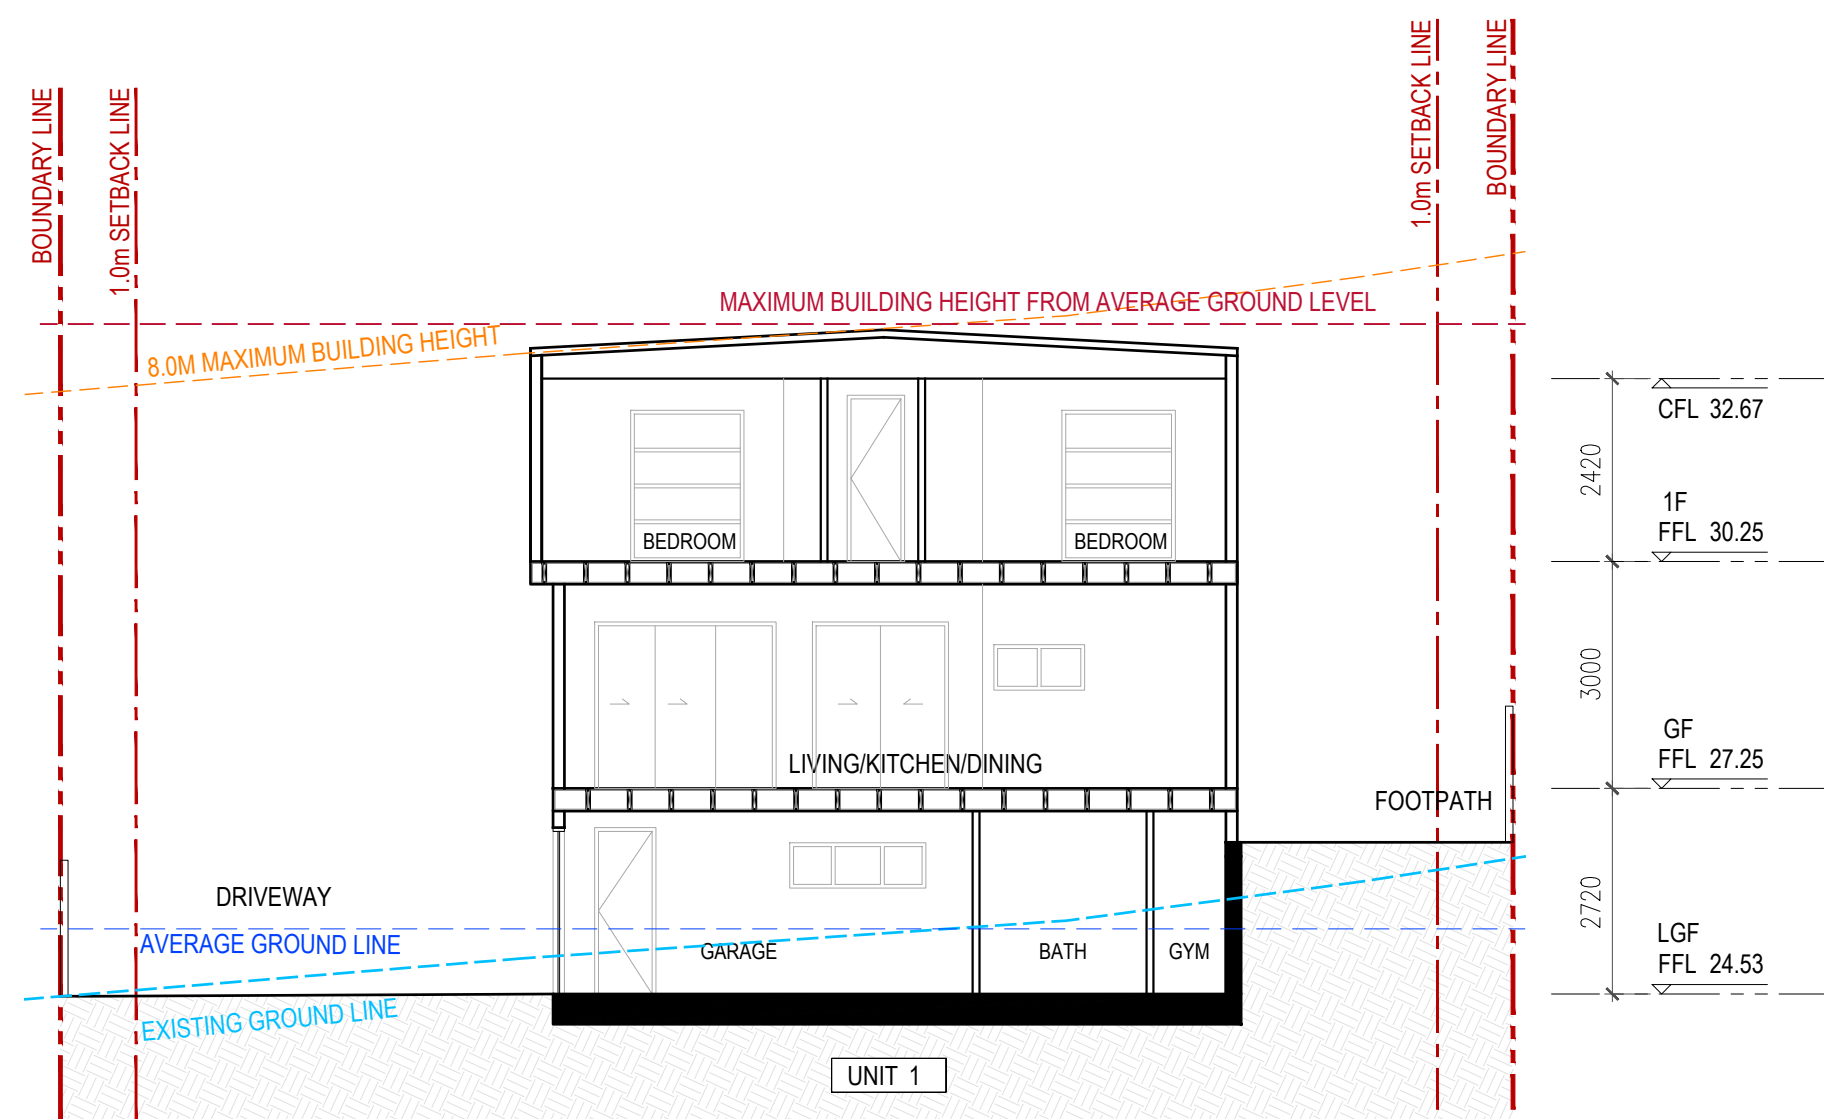 BOUNDARY LINE
1.0m SETBACK LINE
1.0m SETBACK LINE
BOUNDARY LINE
MAXIMUM BUILDING HEIGHT FROM AVERAGE GROUND LEVEL
8.0M MAXIMUM BUILDING HEIGHT
CFL 32.67
2420
1F
FFL 30.25
BEDROOM
BEDROOM
3000
GF
FFL 27.25
LIVING/KITCHEN/DINING
FOOTPATH
DRIVEWAY
2720
AVERAGE GROUND LINE
GARAGE
BATH
GYM
LGF
FFL 24.53
EXISTING GROUND LINE
UNIT 1